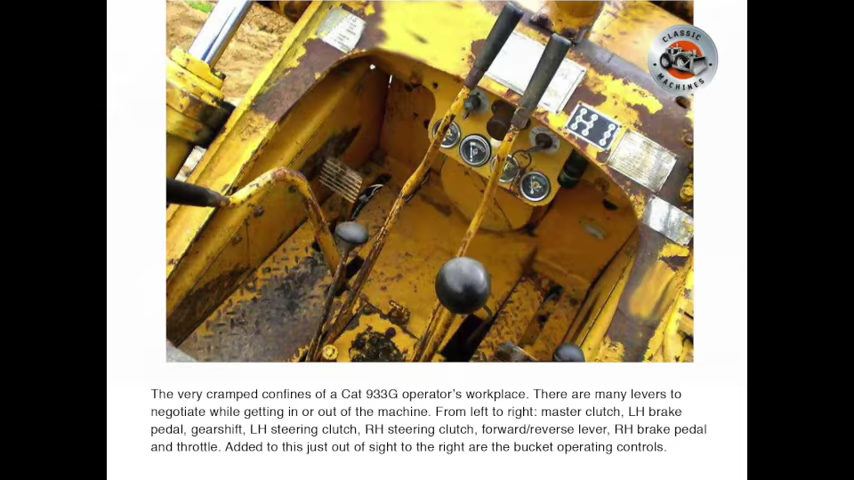 CLASSIC
MACHINES
The very cramped confines of a Cat 933G operator's workplace. There are many levers to
negotiate while getting in or out of the machine. From left to right: master clutch, LH brake
pedal, gearshift, LH steering clutch, RH steering clutch, forward/reverse lever, RH brake pedal
and throttle. Added to this just out of sight to the right are the bucket operating controls.